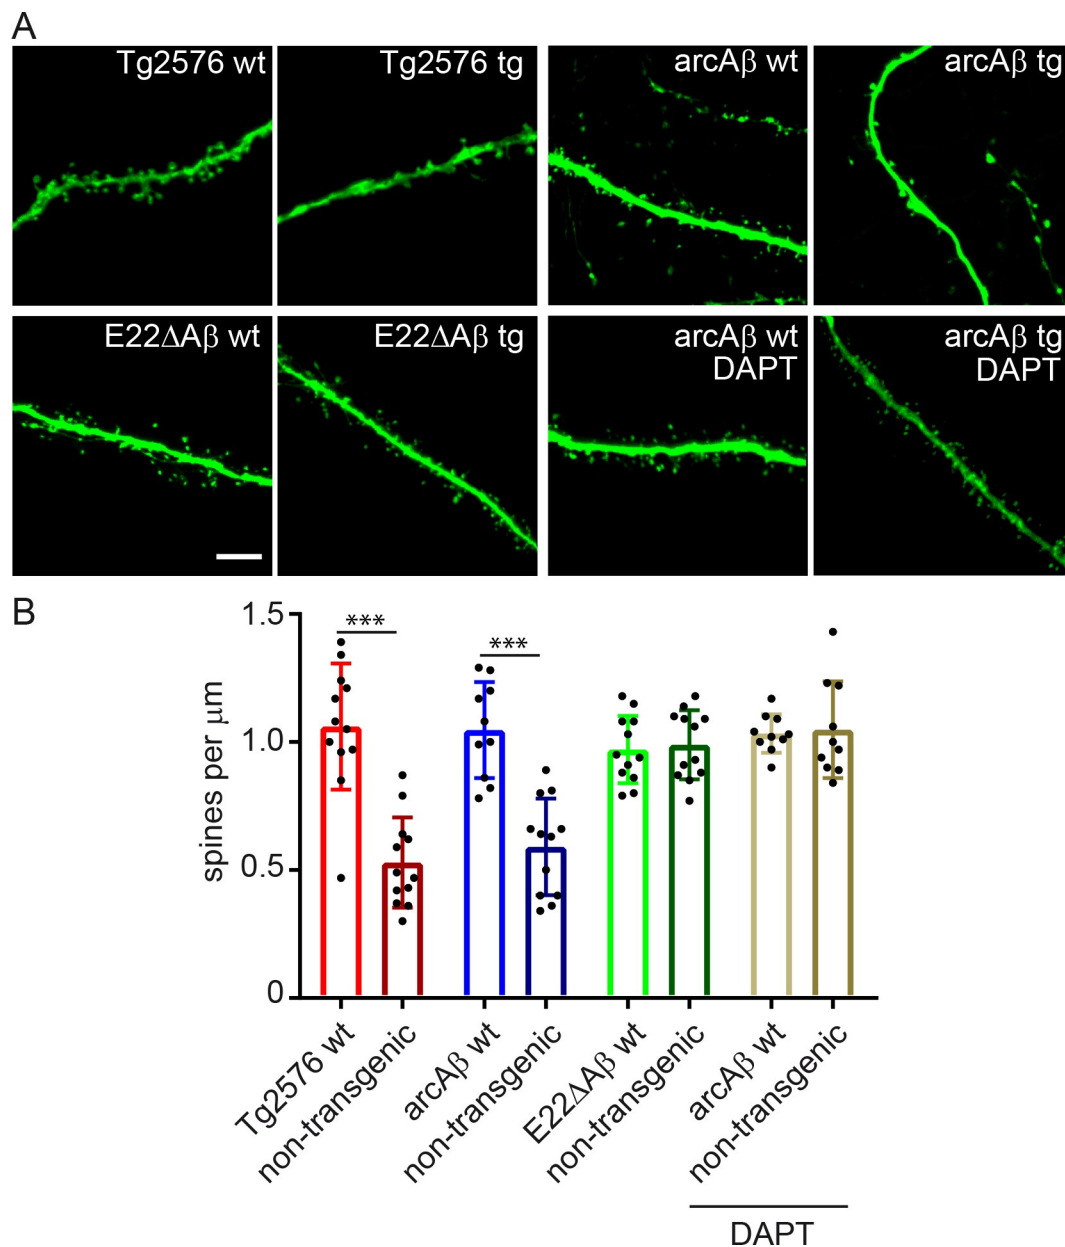 A
Tg2576 wt
Tg2576 tg
arcAβ wt
arcAβ tg
E22ΔAβ wt
E22ΔAβ tg
arcAβ wt
DAPT
arcAβ tg
DAPT
B
spines per μm
1.5
1.0
0.5
0
***
***
Tg2576 wt
non-transgenic
arcAβ wt
non-transgenic
E22ΔAβ wt
non-transgenic
arcAβ wt
non-transgenic
DAPT